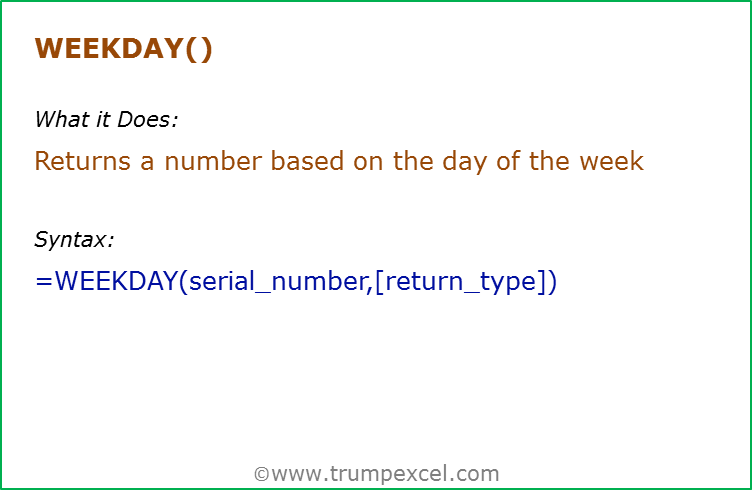 WEEKDAY()
What it Does:
Returns a number based on the day of the week
Syntax:
=WEEKDAY(serial_number,[return_type])
©www.trumpexcel.com